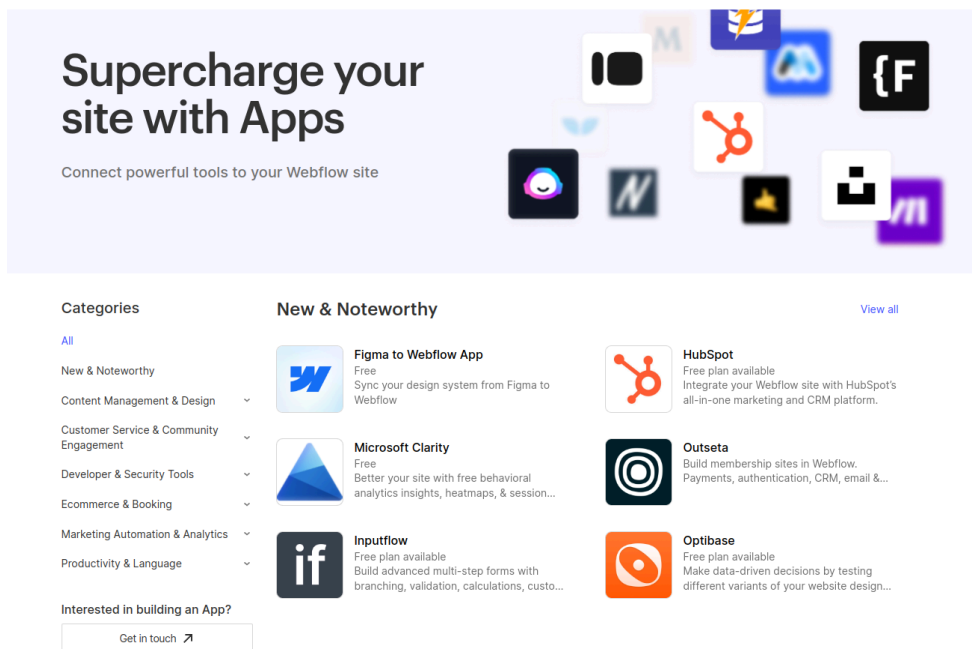 Supercharge your
site with Apps
Connect powerful tools to your Webflow site
M
{F
N
Categories
All
New & Noteworthy
Content Management & Design
Customer Service & Community
Engagement
Developer & Security Tools
Ecommerce & Booking
Marketing Automation & Analytics
Productivity & Language
Interested in building an App?
Get in touch
New & Noteworthy
View all
Figma to Webflow App
Free
Sync your design system from Figma to
Webflow
HubSpot
Free plan available
Integrate your Webflow site with HubSpot's
all-in-one marketing and CRM platform.
Microsoft Clarity
Free
Better your site with free behavioral
analytics insights, heatmaps, & session...
Outseta
Build membership sites in Webflow.
Payments, authentication, CRM, email &...
if
Inputflow
Free plan available
Build advanced multi-step forms with
branching, validation, calculations, custo...
Optibase
Free plan available
Make data-driven decisions by testing
different variants of your website design...